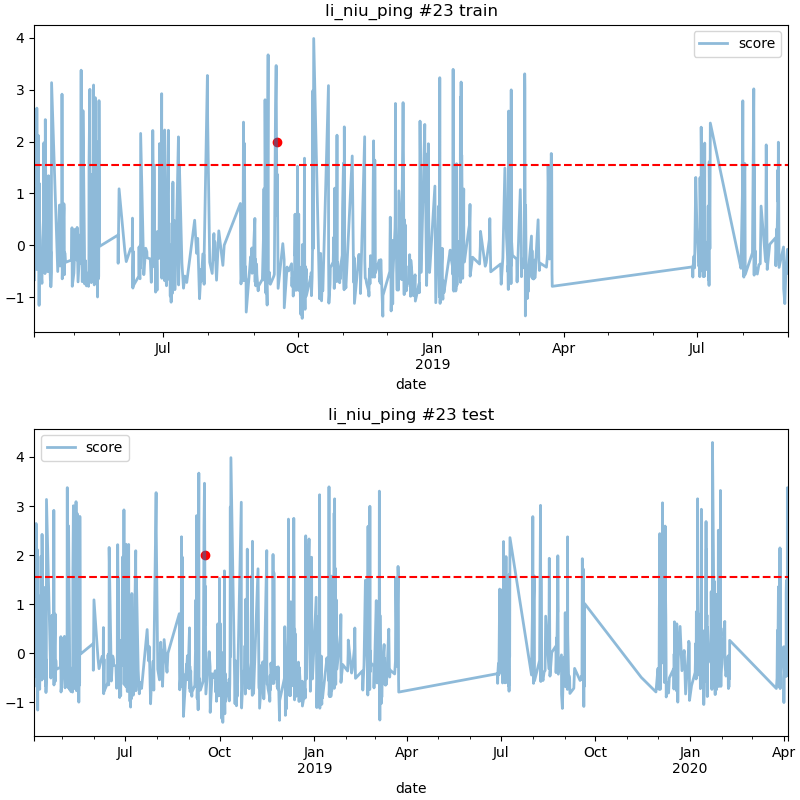 li_niu_ping #23 train
score
4
3
2
1
0
−1
Jul
Oct
Jan
2019
Apr
Jul
date
li_niu_ping #23 test
score
4
3
2
1
0
−1
Jul
Oct
Jan
2019
Apr
Jul
Oct
Jan
2020
Apr
date